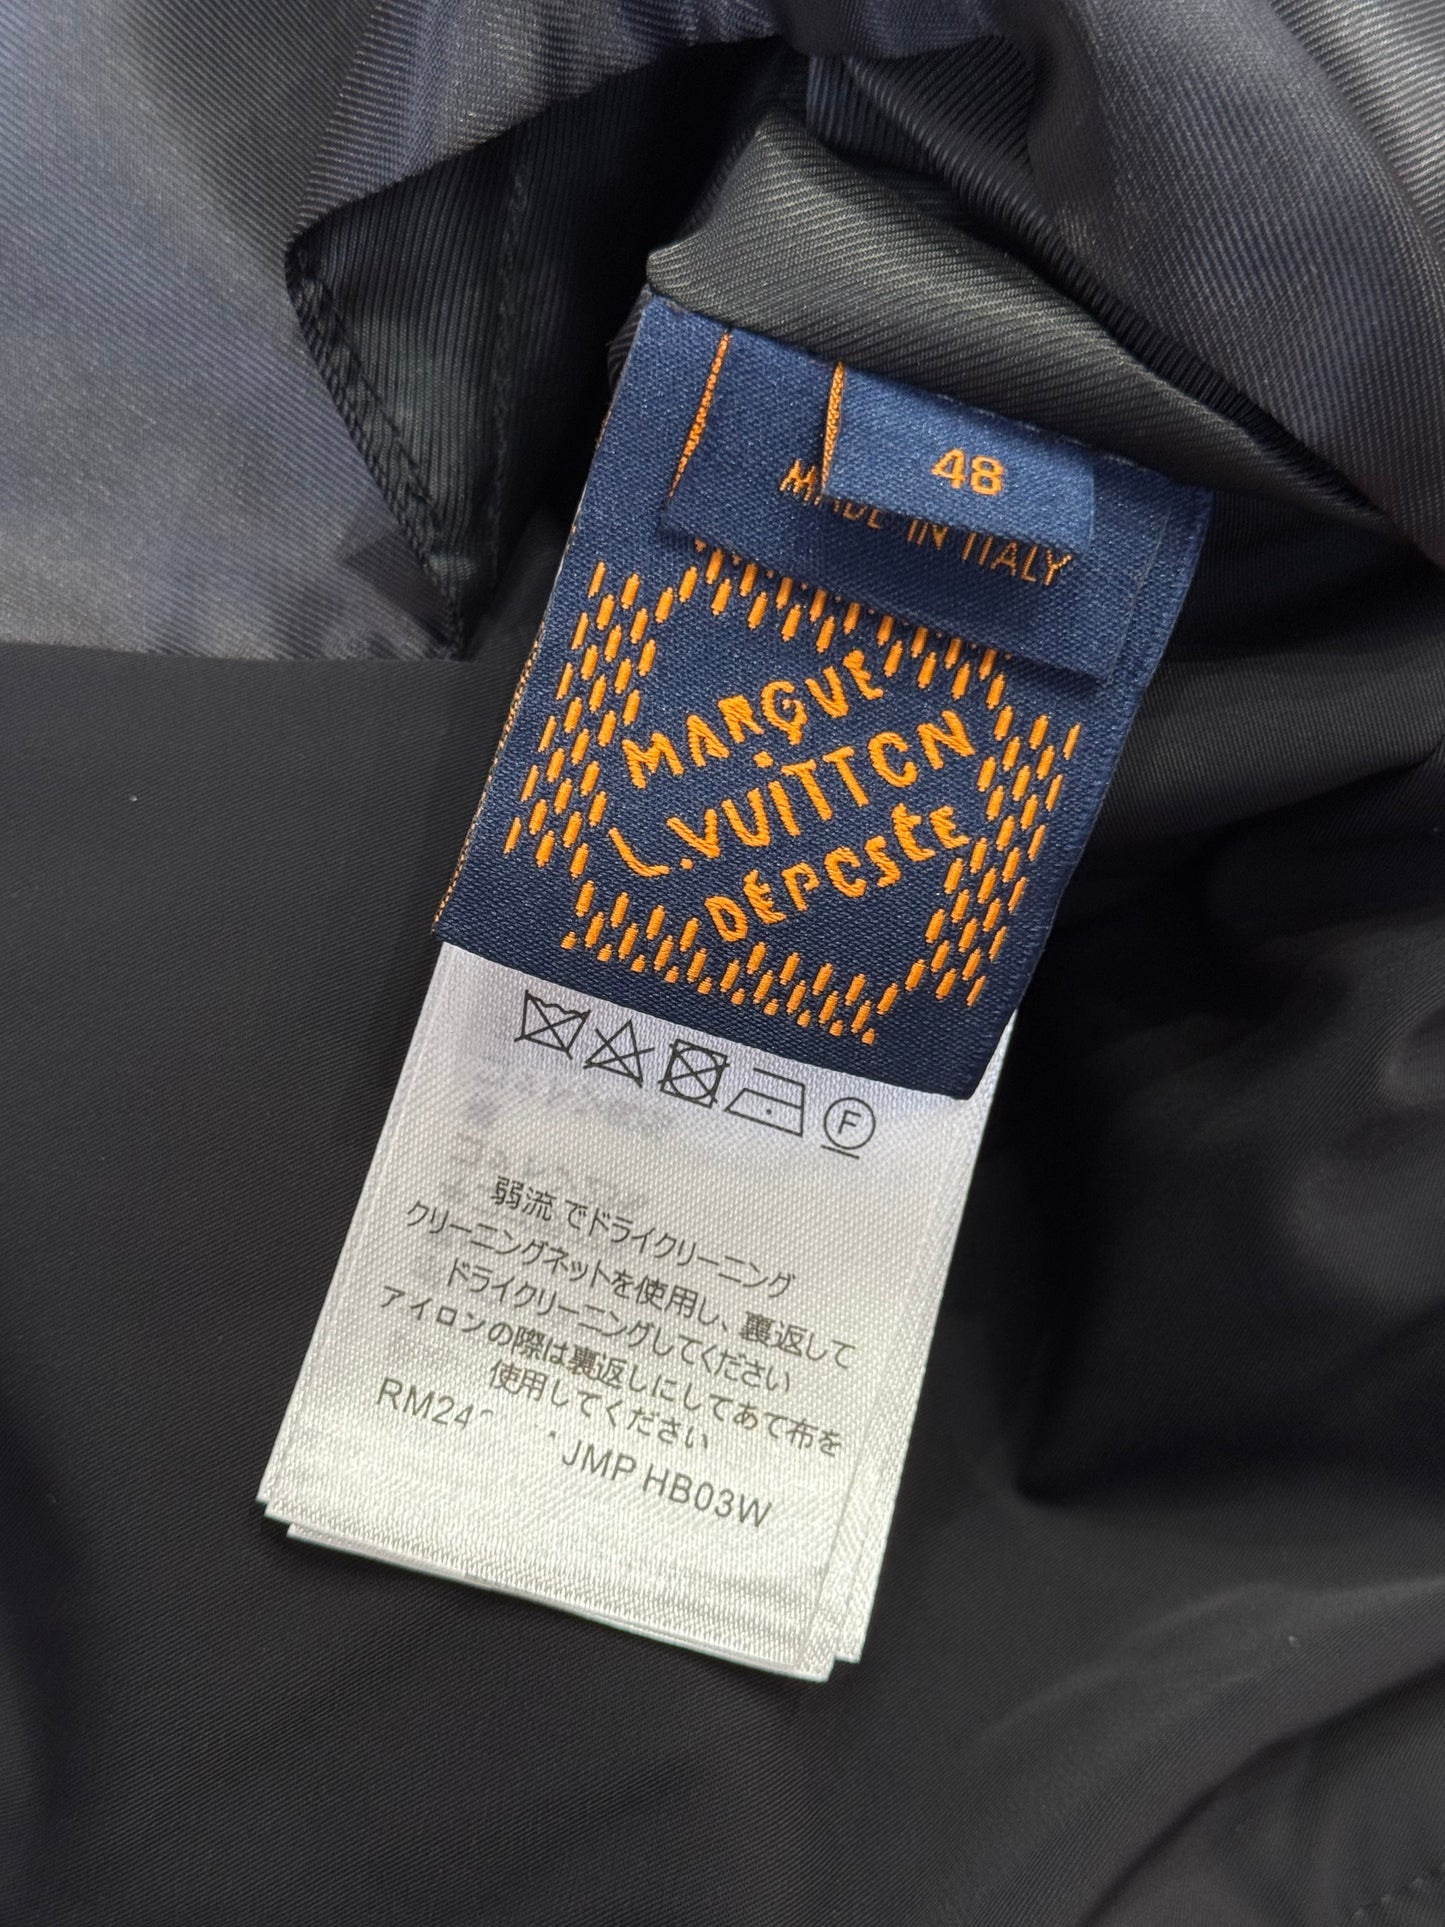 48
MADE IN ITALY
MARQUE
L.VUITTON
DÉPOSÉE
F
弱流 でドライクリーニング
クリーニングネットを使用し、裏返して
ドライクリーニングしてください
アイロンの際は裏返しにしてあて布を
使用してください
RM24
JMP HB03W